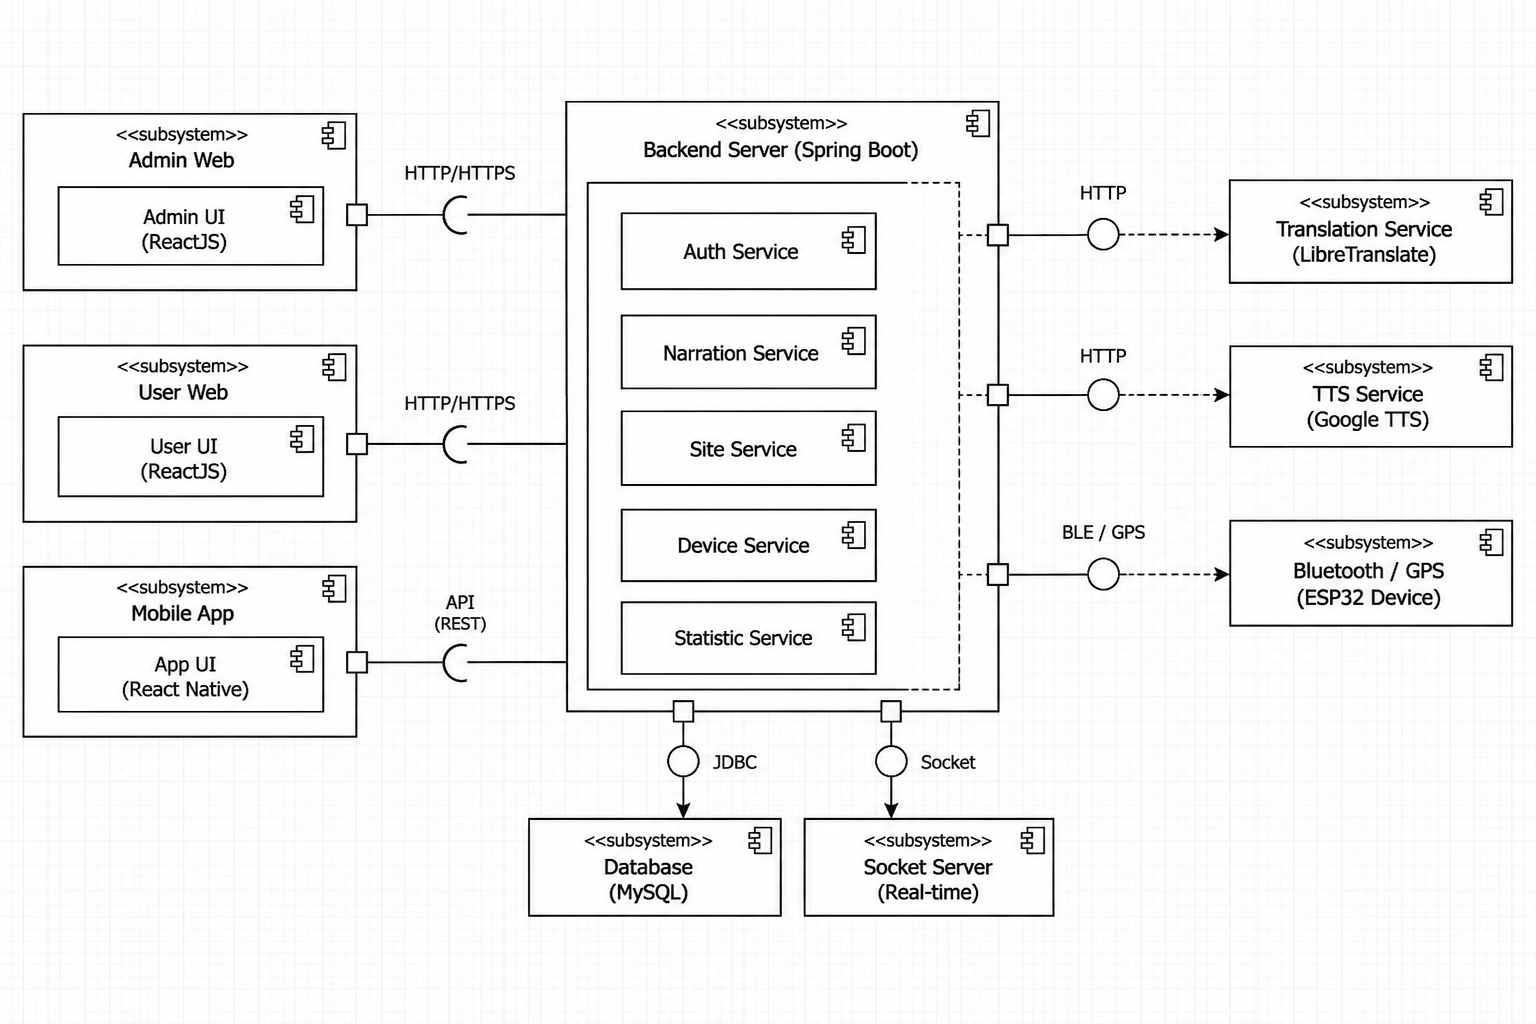 <<subsystem>>
Admin Web
Admin UI
(ReactJS)
HTTP/HTTPS
<<subsystem>>
User Web
User UI
(ReactJS)
HTTP/HTTPS
<<subsystem>>
Mobile App
App UI
(React Native)
API
(REST)
<<subsystem>>
Backend Server (Spring Boot)
Auth Service
Narration Service
Site Service
Device Service
Statistic Service
HTTP
<<subsystem>>
Translation Service
(LibreTranslate)
HTTP
<<subsystem>>
TTS Service
(Google TTS)
BLE / GPS
<<subsystem>>
Bluetooth / GPS
(ESP32 Device)
JDBC
Socket
<<subsystem>>
Database
(MySQL)
<<subsystem>>
Socket Server
(Real-time)